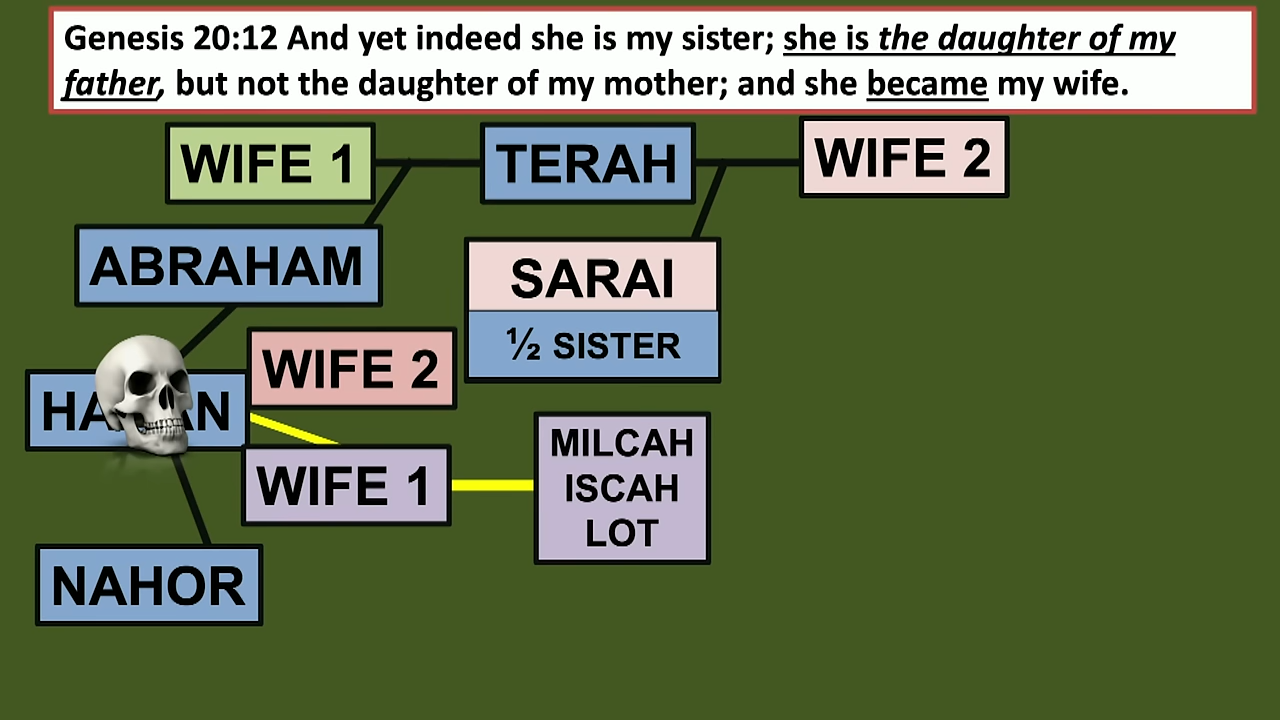 Genesis 20:12 And yet indeed she is my sister; she is the daughter of my
father, but not the daughter of my mother; and she became my wife.
WIFE 1
TERAH
WIFE 2
ABRAHAM
SARAI
½ SISTER
WIFE 2
WIFE 1
MILCAH
ISCAH
LOT
NAHOR